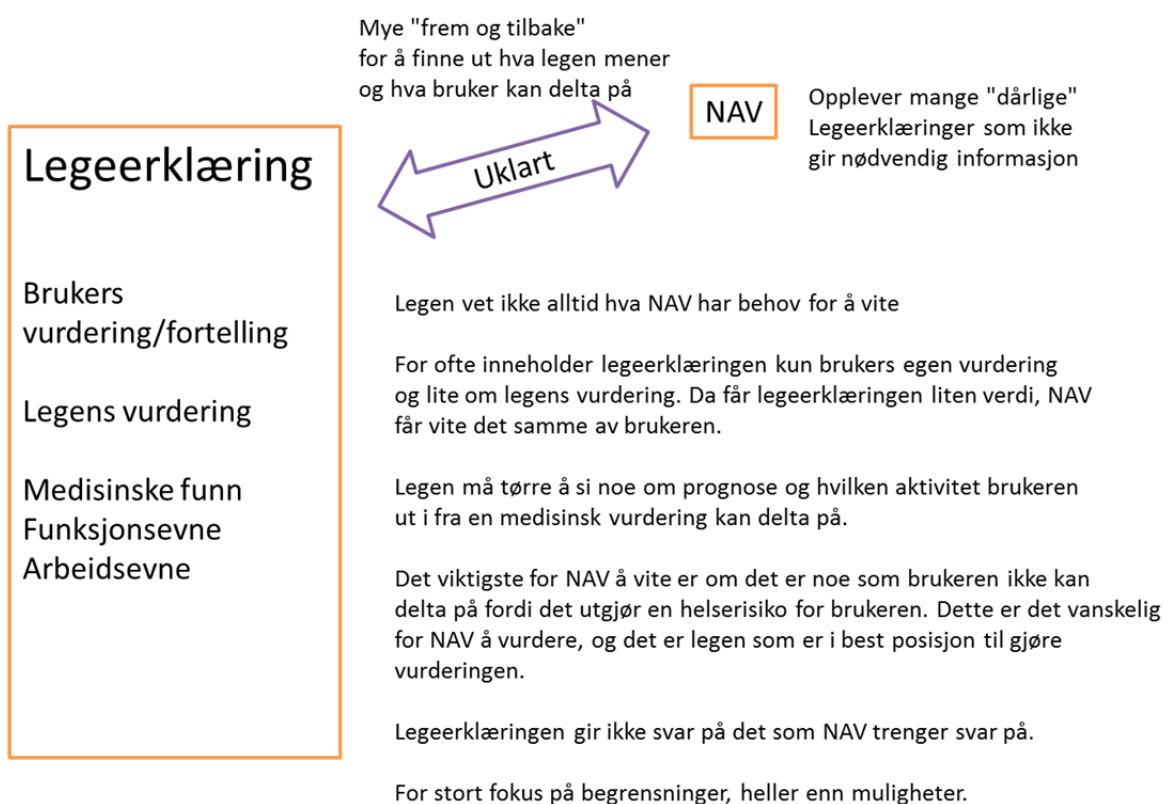 Mye "frem og tilbake"
for å finne ut hva legen mener
og hva bruker kan delta på
NAV
Opplever mange "dårlige"
Legeerklæringer som ikke
gir nødvendig informasjon
Uklart
Legeerklæring
Brukers
vurdering/fortelling
Legens vurdering
Medisinske funn
Funksjonsevne
Arbeidsevne
Legen vet ikke alltid hva NAV har behov for å vite
For ofte inneholder legeerklæringen kun brukers egen vurdering
og lite om legens vurdering. Da får legeerklæringen liten verdi, NAV
får vite det samme av brukeren.
Legen må tørre å si noe om prognose og hvilken aktivitet brukeren
ut i fra en medisinsk vurdering kan delta på.
Det viktigste for NAV å vite er om det er noe som brukeren ikke kan
delta på fordi det utgjør en helserisiko for brukeren. Dette er det vanskelig
for NAV å vurdere, og det er legen som er i best posisjon til gjøre
vurderingen.
Legeerklæringen gir ikke svar på det som NAV trenger svar på.
For stort fokus på begrensninger, heller enn muligheter.